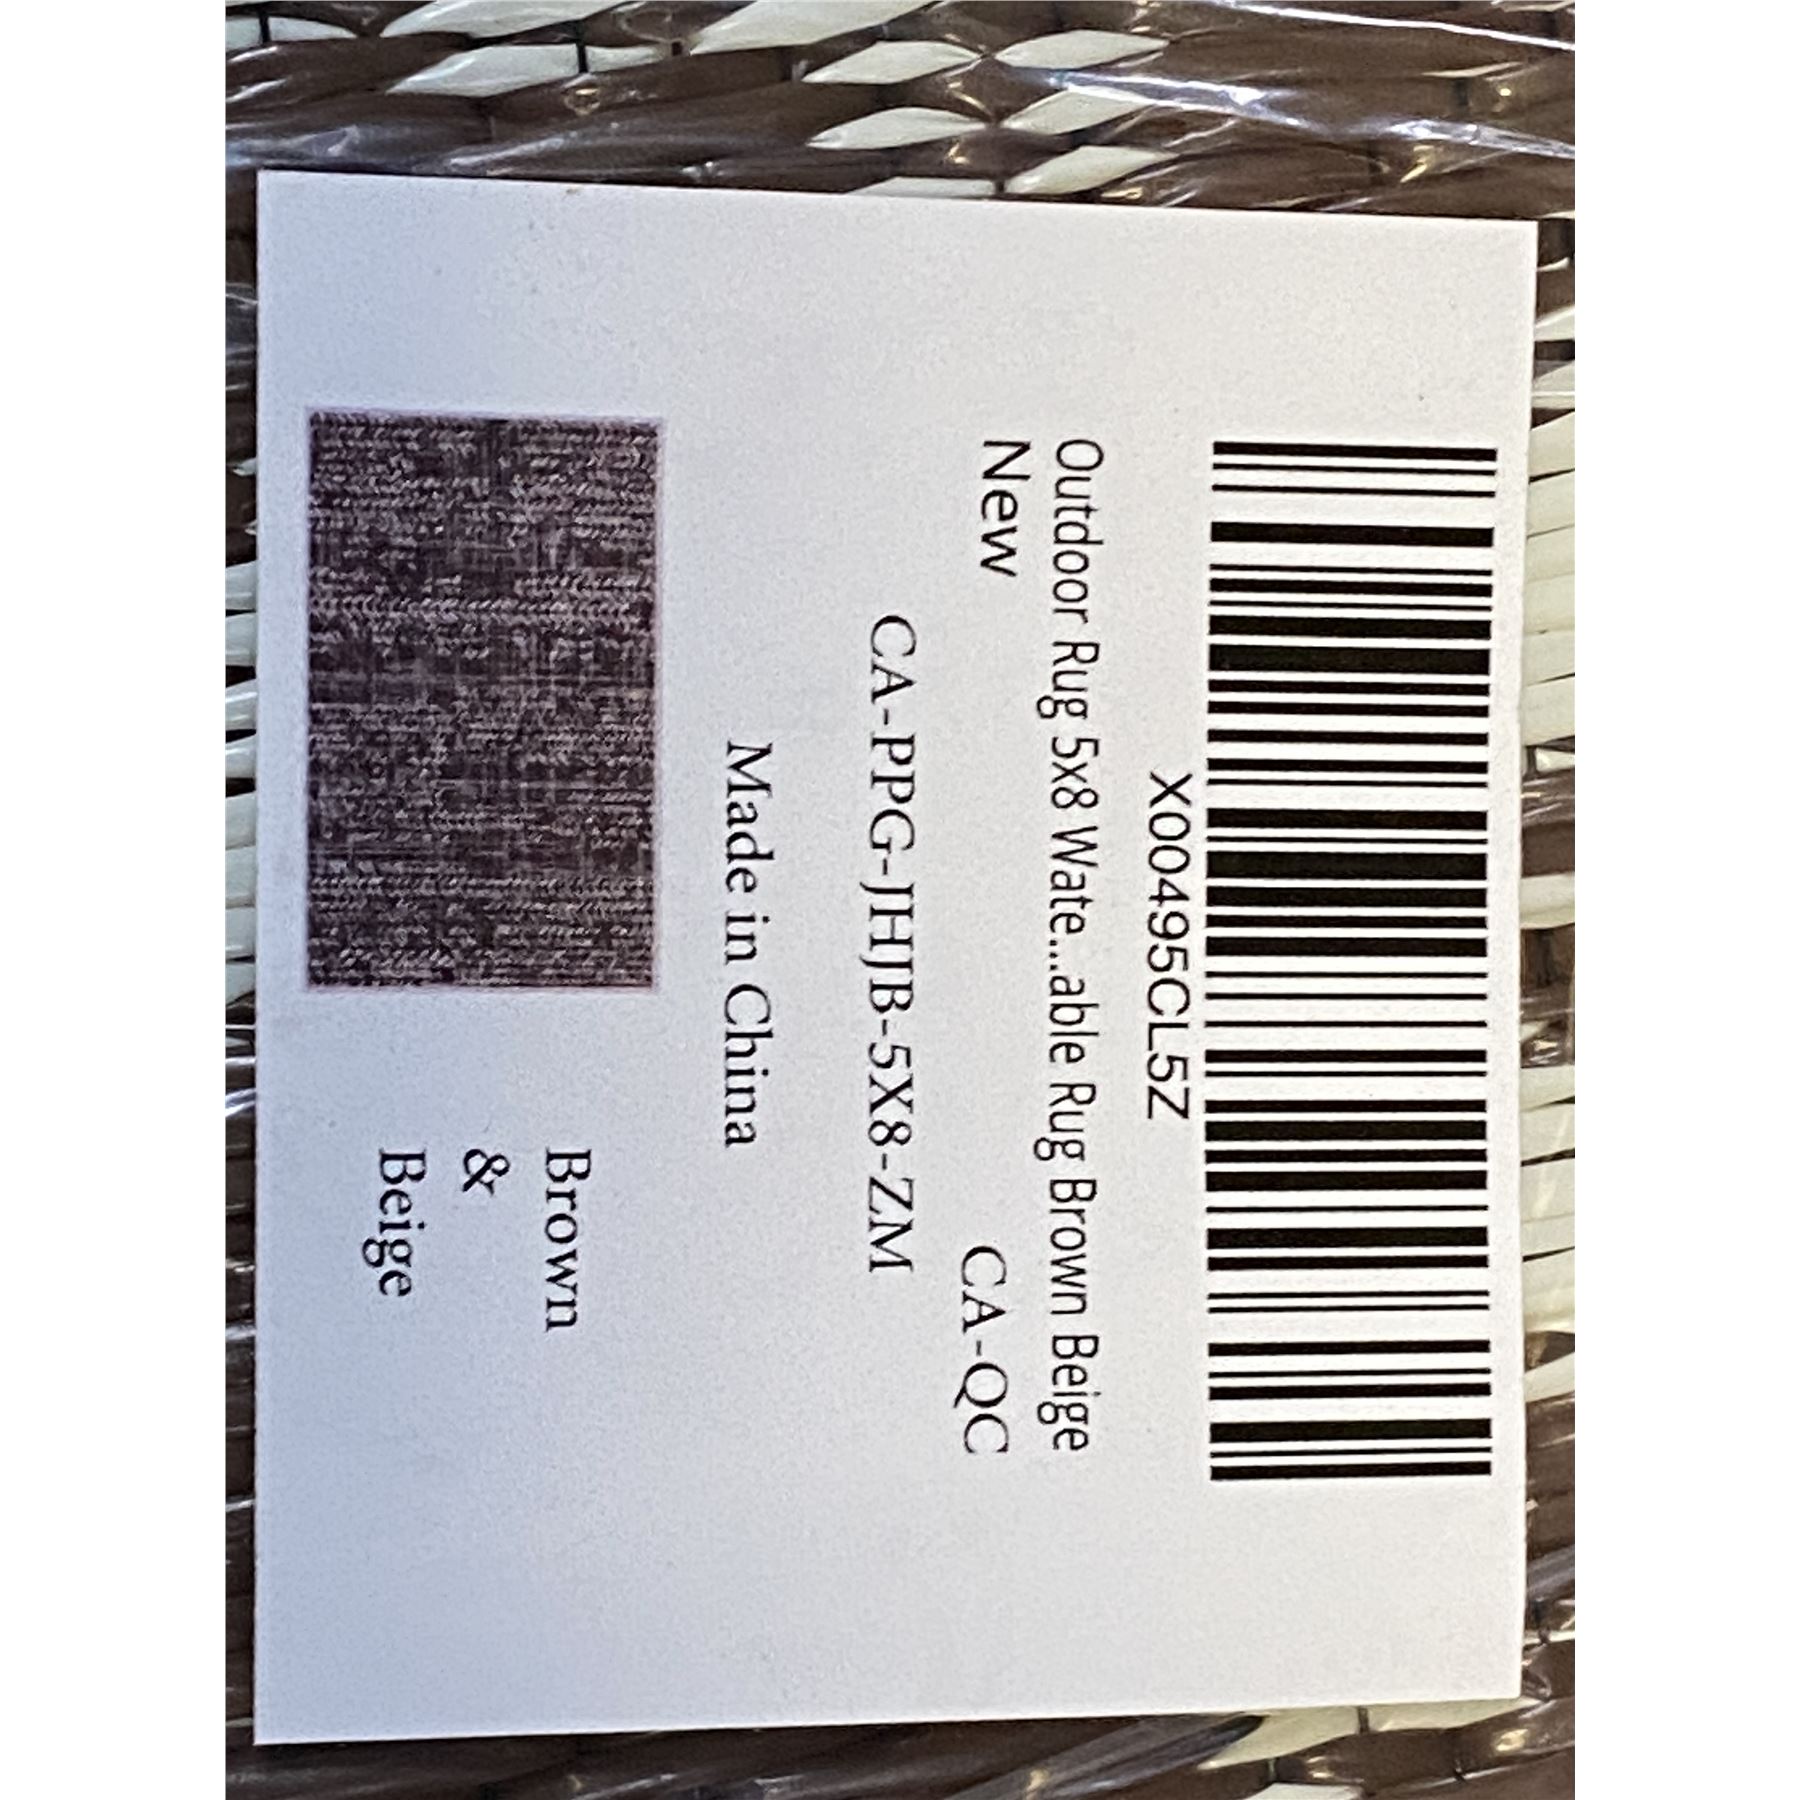 X00495CL5Z
Outdoor Rug 5x8 Wate...able Rug Brown Beige
New
CA-QC
CA-PPG-JHJB-5X8-ZM
Made in China
Brown
&
Beige